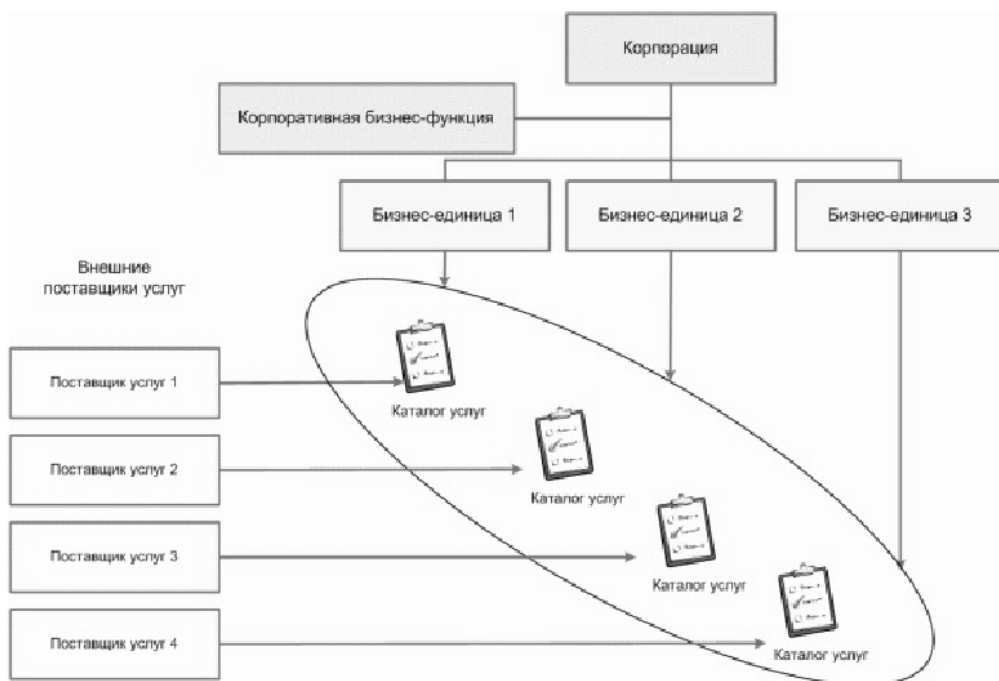 Корпорация
Корпоративная бизнес-функция
Бизнес-единица 1
Бизнес-единица 2
Бизнес-единица 3
Внешние
поставщики услуг
Поставщик услуг 1
Каталог услуг
Поставщик услуг 2
Каталог услуг
Поставщик услуг 3
Каталог услуг
Поставщик услуг 4
Каталог услуг